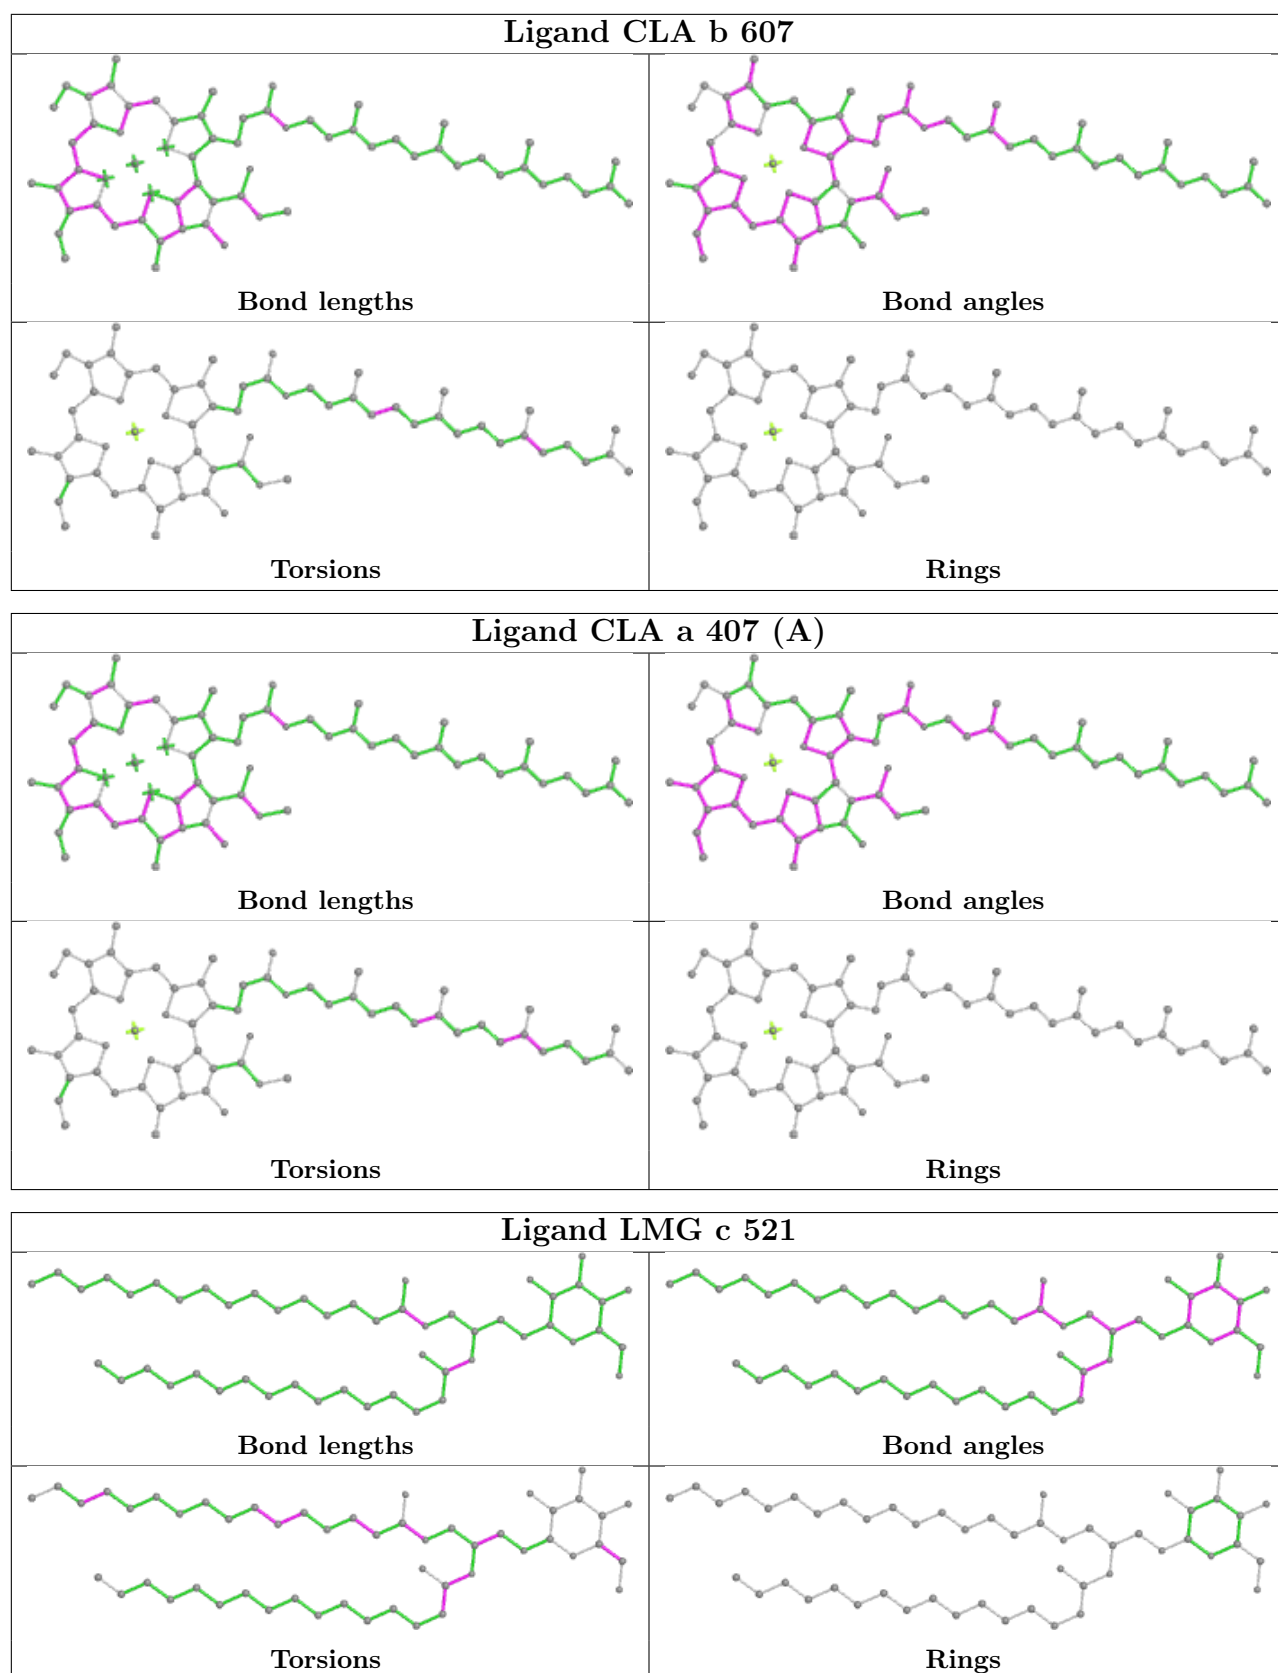 Ligand CLA b 607
Bond lengths
Bond angles
Torsions
Rings
Ligand CLA a 407 (A)
Bond lengths
Bond angles
Torsions
Rings
Ligand LMG c 521
Bond lengths
Bond angles
Torsions
Rings